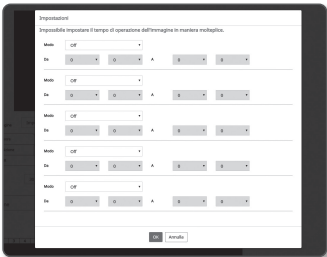 Impostazioni
Impossibile impostare il tempo di operazione dell'immagine in maniera molteplice.
Modo Off
Da 0 0 A 0 0
Modo Off
Da 0 0 A 0 0
Modo Off
Da 0 0 A 0 0
Modo Off
Da 0 0 A 0 0
Modo Off
Da 0 0 A 0 0
OK Annulla